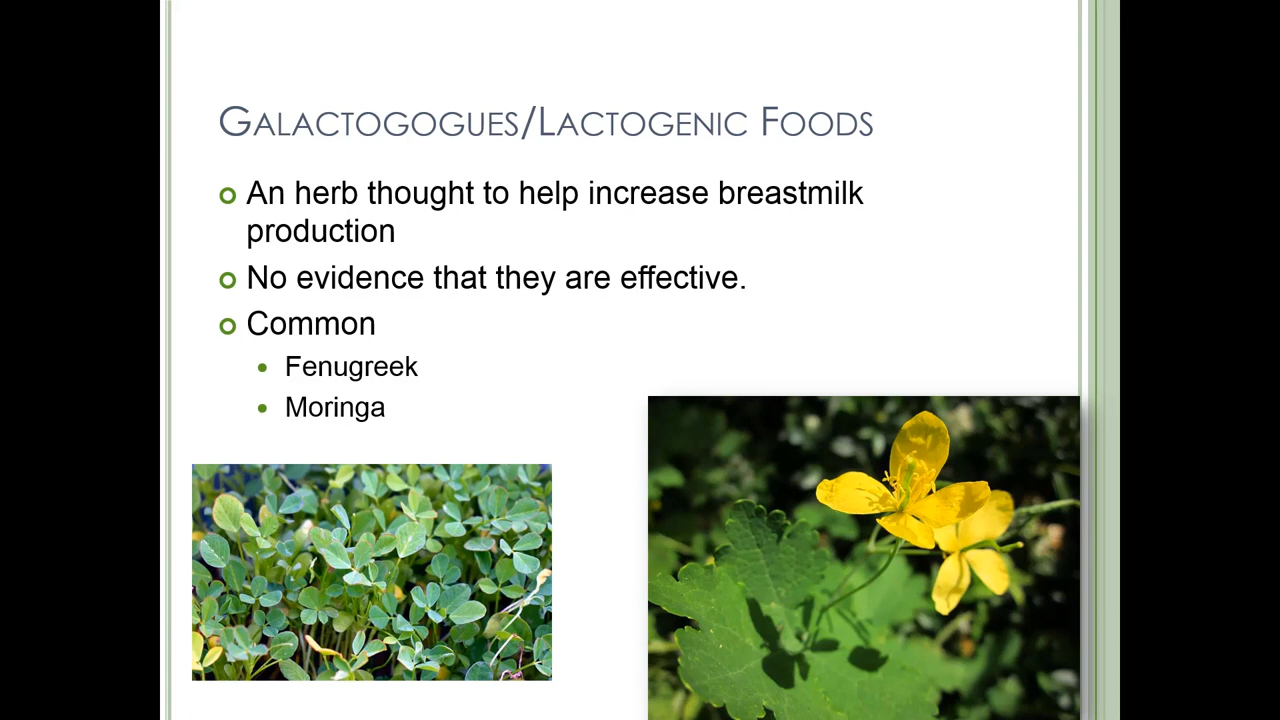 Galactogogues/Lactogenic Foods
An herb thought to help increase breastmilk
production
No evidence that they are effective.
Common
Fenugreek
Moringa